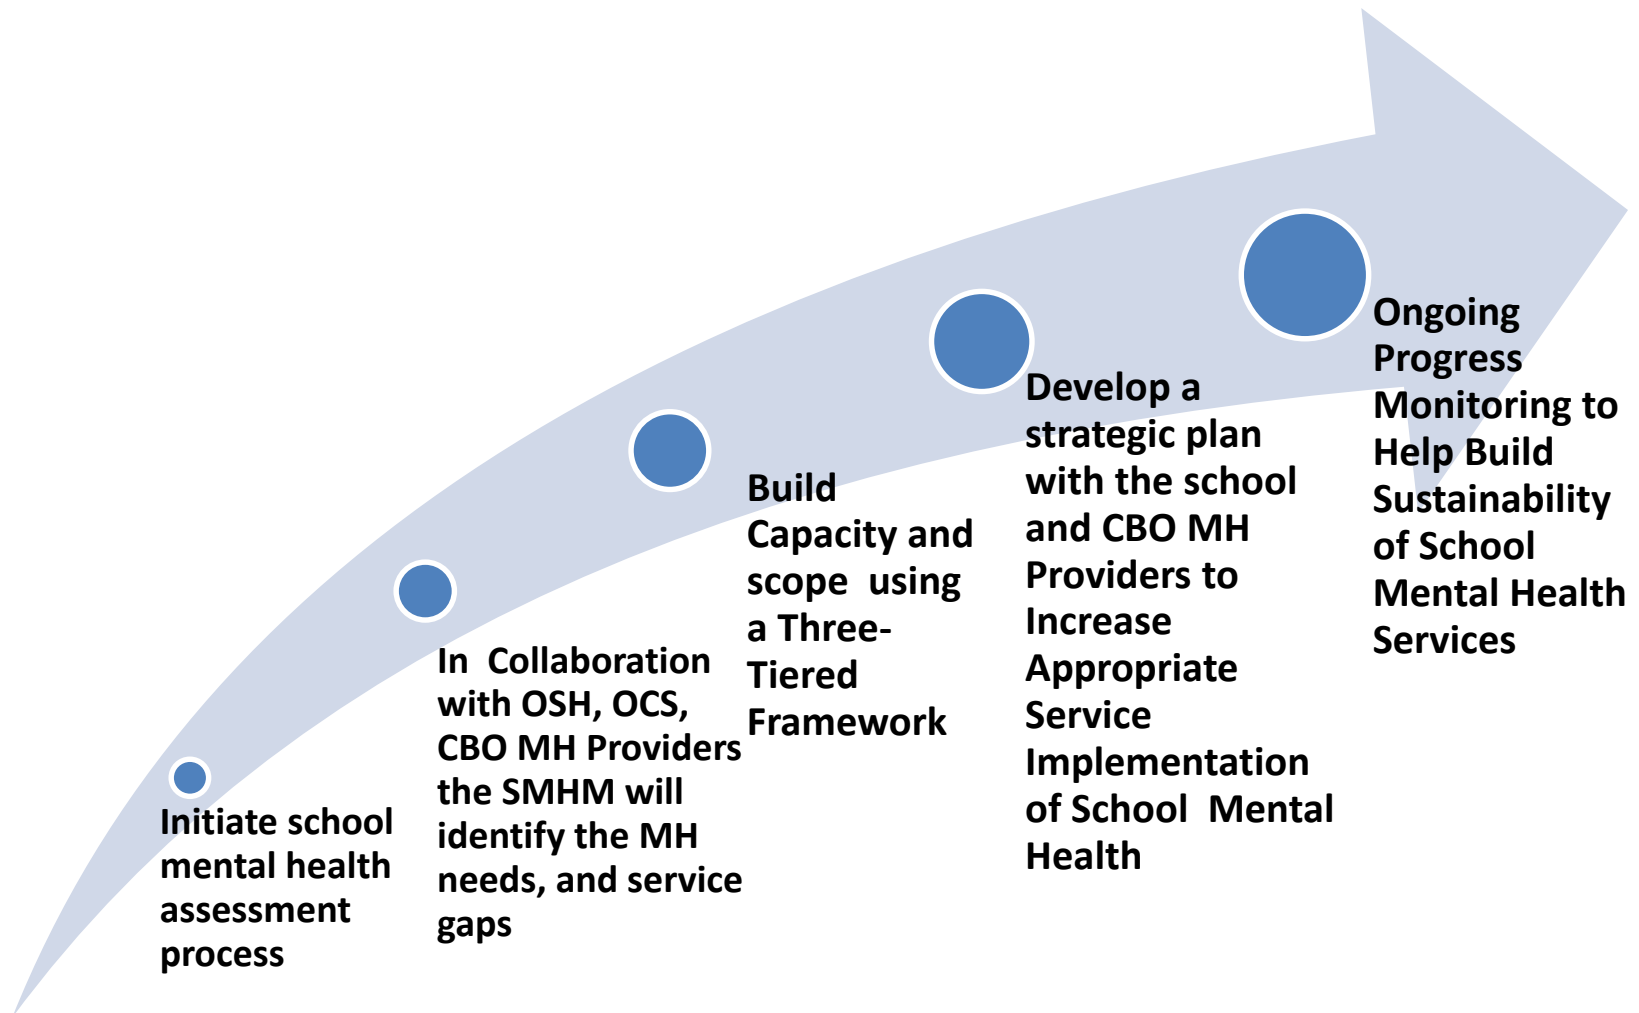 Initiate school
mental health
assessment
process
In  Collaboration
with OSH, OCS,
CBO MH Providers
the SMHM will
identify the MH
needs, and service
gaps
Build
Capacity and
scope  using
a Three-
Tiered
Framework
Develop a
strategic plan
with the school
and CBO MH
Providers to
Increase
Appropriate
Service
Implementation
of School  Mental
Health
Ongoing
Progress
Monitoring to
Help Build
Sustainability
of School
Mental Health
Services